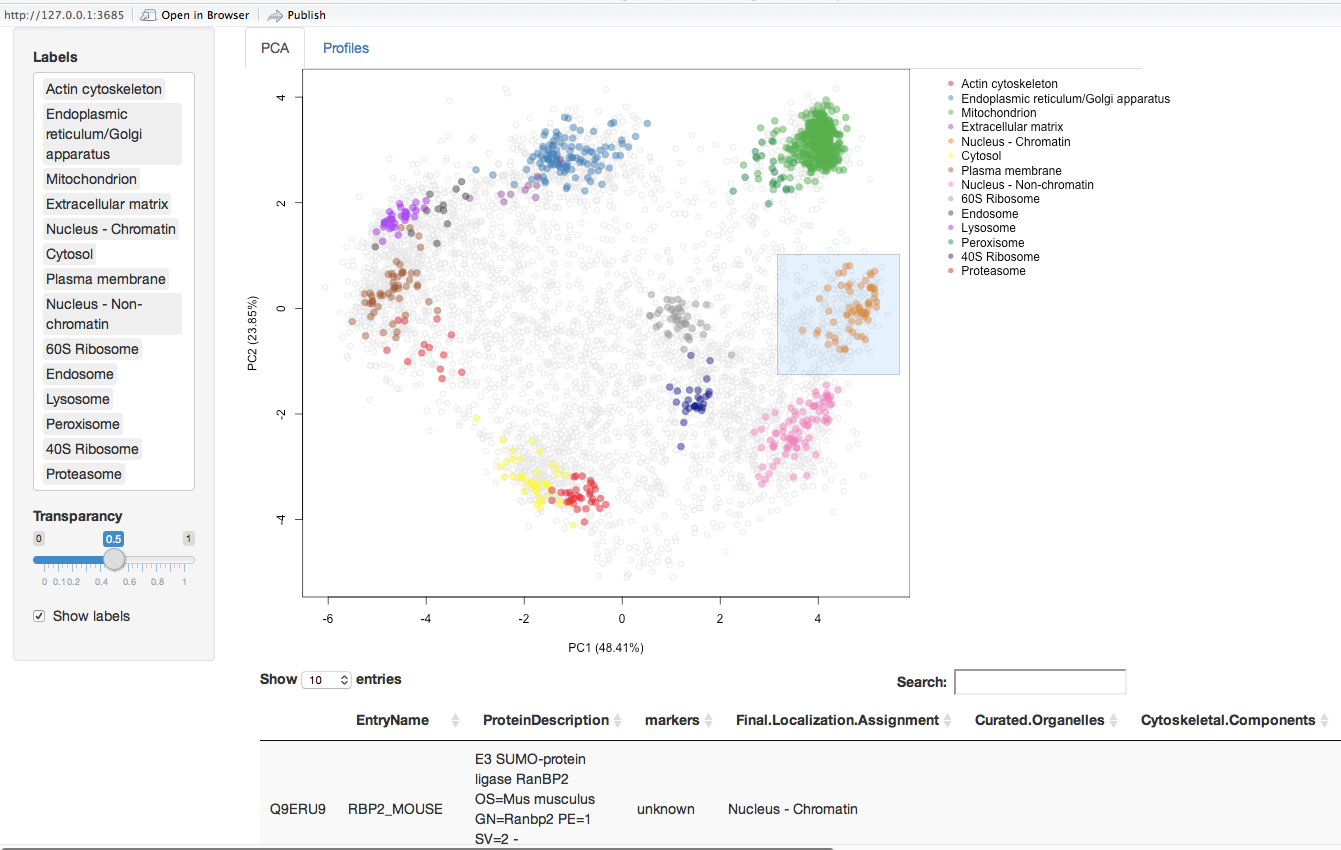 http://127.0.0.1:3685
Open in Browser
Publish
Labels
Actin cytoskeleton
Endoplasmic
reticulum/Golgi
apparatus
Mitochondrion
Extracellular matrix
Nucleus - Chromatin
Cytosol
Plasma membrane
Nucleus - Non-
chromatin
60S Ribosome
Endosome
Lysosome
Peroxisome
40S Ribosome
Proteasome
Transparancy
0
0.5
1
0 0.1 0.2 0.4 0.6 0.8 1
Show labels
PCA
Profiles
4
2
0
-2
-4
PC2 (23.85%)
-6 -4 -2 0 2 4
PC1 (48.41%)
Actin cytoskeleton
Endoplasmic reticulum/Golgi apparatus
Mitochondrion
Extracellular matrix
Nucleus - Chromatin
Cytosol
Plasma membrane
Nucleus - Non-chromatin
60S Ribosome
Endosome
Lysosome
Peroxisome
40S Ribosome
Proteasome
Show 10 entries
Search:
EntryName ProteinDescription markers Final.Localization.Assignment Curated.Organelles Cytoskeletal.Components
Q9ERU9
RBP2_MOUSE
E3 SUMO-protein
ligase RanBP2
OS=Mus musculus
GN=Ranbp2 PE=1
SV=2 -
unknown
Nucleus - Chromatin